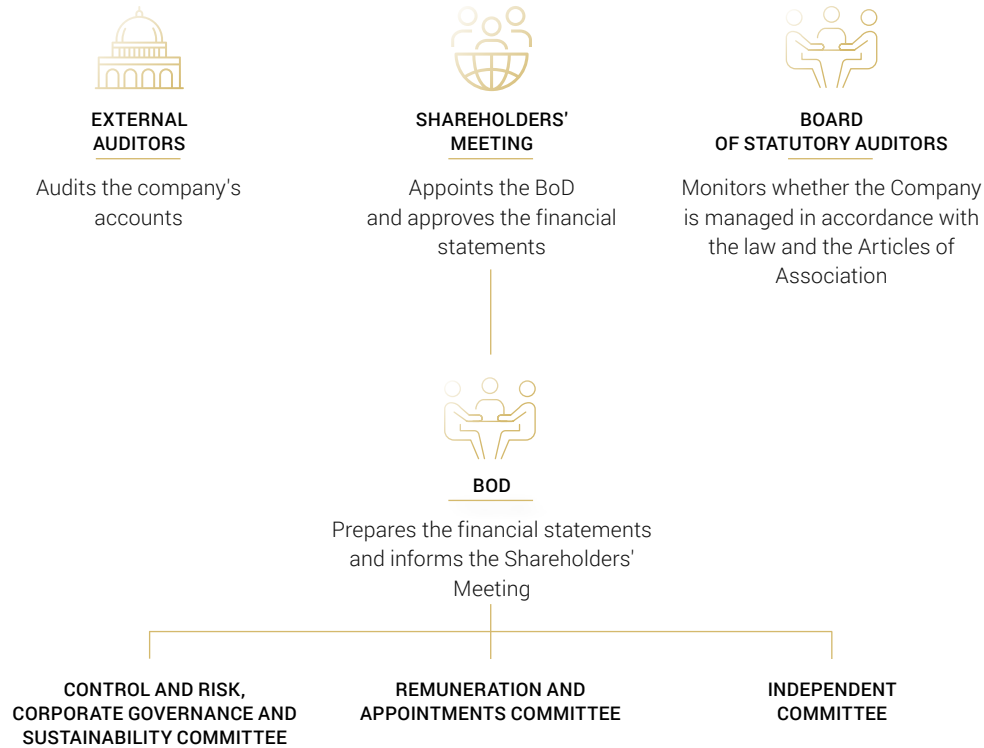 EXTERNAL
AUDITORS
Audits the company's
accounts
SHAREHOLDERS'
MEETING
Appoints the BoD
and approves the financial
statements
BOARD
OF STATUTORY AUDITORS
Monitors whether the Company
is managed in accordance with
the law and the Articles of
Association
BOD
Prepares the financial statements
and informs the Shareholders'
Meeting
CONTROL AND RISK,
CORPORATE GOVERNANCE AND
SUSTAINABILITY COMMITTEE
REMUNERATION AND
APPOINTMENTS COMMITTEE
INDEPENDENT
COMMITTEE